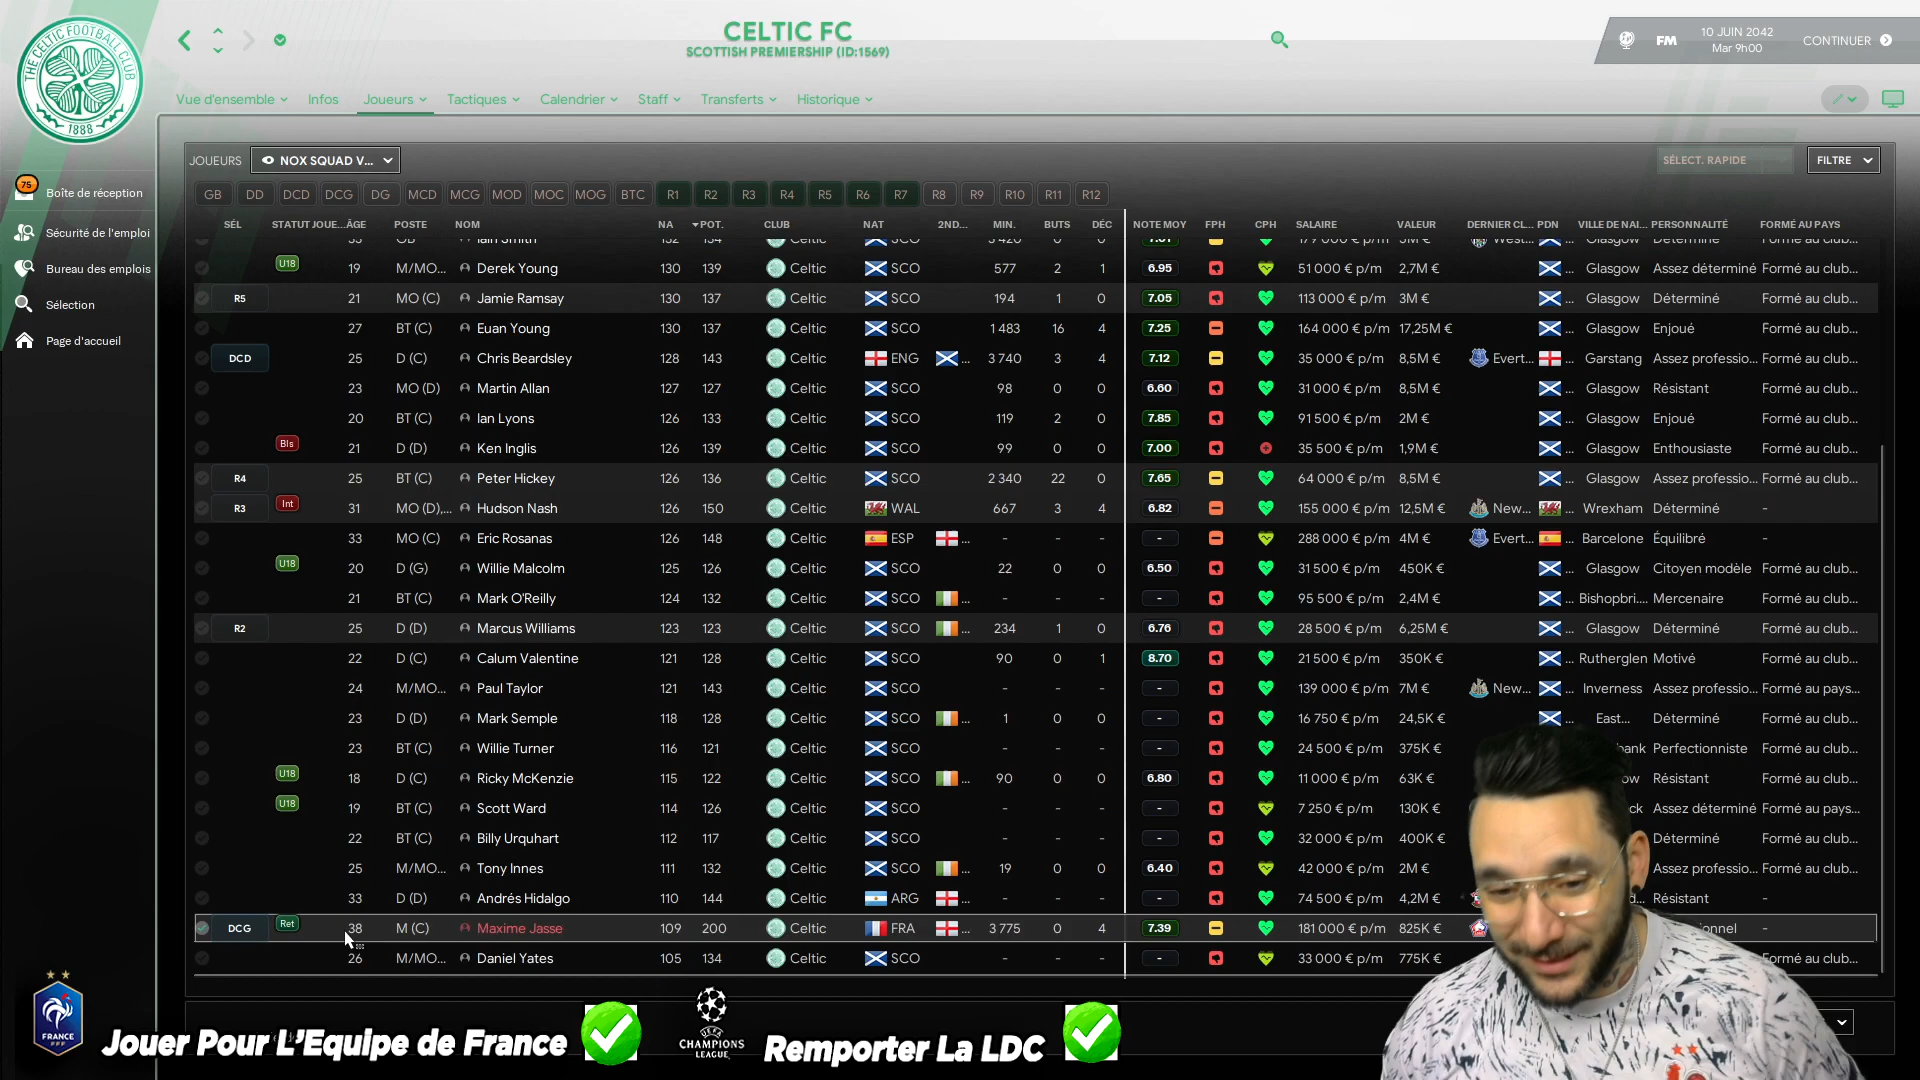 THE CELTIC FOOTBALL CLUB
1888
CELTIC FC
SCOTTISH PREMIERSHIP (ID:1569)
FM
10 JUIN 2042
Mar 9h00
CONTINUER
Vue d'ensemble Infos Joueurs Tactiques Calendrier Staff Transferts Historique
75
Boîte de réception
Sécurité de l'emploi
Bureau des emplois
Sélection
Page d'accueil
JOUEURS NOX SQUAD V... SÉLECT. RAPIDE FILTRE
GB DD DCD DCG DG MCD MCG MOD MOC MOG BTC R1 R2 R3 R4 R5 R6 R7 R8 R9 R10 R11 R12
SÉL STATUT JOUE... ÂGE POSTE NOM NA POT. CLUB NAT 2ND... MIN. BUTS DÉC NOTE MOY FPH CPH SALAIRE VALEUR DERNIER CL... PDN VILLE DE NAI... PERSONNALITÉ FORMÉ AU PAYS
U18 19 M/MO... Derek Young 130 139 Celtic SCO 577 2 1 6.95 51 000 € p/m 2,7M € ... Glasgow Assez déterminé Formé au club...
R5 21 MO (C) Jamie Ramsay 130 137 Celtic SCO 194 1 0 7.05 113 000 € p/m 3M € ... Glasgow Déterminé Formé au club...
27 BT (C) Euan Young 130 137 Celtic SCO 1 483 16 4 7.25 164 000 € p/m 17,25M € ... Glasgow Enjoué Formé au club...
DCD 25 D (C) Chris Beardsley 128 143 Celtic ENG ... 3 740 3 4 7.12 35 000 € p/m 8,5M € Evert... ... Garstang Assez professio... Formé au club...
23 MO (D) Martin Allan 127 127 Celtic SCO 98 0 0 6.60 31 000 € p/m 8,5M € ... Glasgow Résistant Formé au club...
20 BT (C) Ian Lyons 126 133 Celtic SCO 119 2 0 7.85 91 500 € p/m 2M € ... Glasgow Enjoué Formé au club...
Bls 21 D (D) Ken Inglis 126 139 Celtic SCO 99 0 0 7.00 35 500 € p/m 1,9M € ... Glasgow Enthousiaste Formé au club...
R4 25 BT (C) Peter Hickey 126 136 Celtic SCO 2 340 22 2 7.65 64 000 € p/m 8,5M € ... Glasgow Assez professio... Formé au club...
R3 Int 31 MO (D),... Hudson Nash 126 150 Celtic WAL 667 3 4 6.82 155 000 € p/m 12,5M € New... ... Wrexham Déterminé -
33 MO (C) Eric Rosanas 126 148 Celtic ESP ... - - - - 288 000 € p/m 4M € Evert... ... Barcelone Équilibré -
U18 20 D (G) Willie Malcolm 125 126 Celtic SCO 22 0 0 6.50 31 500 € p/m 450K € ... Glasgow Citoyen modèle Formé au club...
21 BT (C) Mark O'Reilly 124 132 Celtic SCO ... - - - - 95 500 € p/m 2,4M € ... Bishopbri... Mercenaire Formé au club...
R2 25 D (D) Marcus Williams 123 123 Celtic SCO ... 234 1 0 6.76 28 500 € p/m 6,25M € ... Glasgow Déterminé Formé au club...
22 D (C) Calum Valentine 121 128 Celtic SCO 90 0 1 8.70 21 500 € p/m 350K € ... Rutherglen Motivé Formé au club...
24 M/MO... Paul Taylor 121 143 Celtic SCO - - - - 139 000 € p/m 7M € New... ... Inverness Assez professio... Formé au pays...
23 D (D) Mark Semple 118 128 Celtic SCO ... 1 0 0 - 16 750 € p/m 24,5K € ... East... Déterminé Formé au club...
23 BT (C) Willie Turner 116 121 Celtic SCO - - - - 24 500 € p/m 375K € Perfectionniste Formé au club...
U18 18 D (C) Ricky McKenzie 115 122 Celtic SCO ... 90 0 0 6.80 11 000 € p/m 63K € Résistant Formé au club...
U18 19 BT (C) Scott Ward 114 126 Celtic SCO - - - - 7 250 € p/m 130K € Assez déterminé Formé au pays...
22 BT (C) Billy Urquhart 112 117 Celtic SCO - - - - 32 000 € p/m 400K € Déterminé Formé au club...
25 M/MO... Tony Innes 111 132 Celtic SCO ... 19 0 0 6.40 42 000 € p/m 2M € Assez professio... Formé au club...
33 D (D) Andrés Hidalgo 110 144 Celtic ARG ... - - - - 74 500 € p/m 4,2M € Résistant -
DCG Ret 38 M (C) Maxime Jasse 109 200 Celtic FRA ... 3 775 0 4 7.39 181 000 € p/m 825K € -
26 M/MO... Daniel Yates 105 134 Celtic SCO - - - - 33 000 € p/m 775K € Formé au club...
FRANCE
Jouer Pour L'Equipe de France
CHAMPIONS
LEAGUE
Remporter La LDC